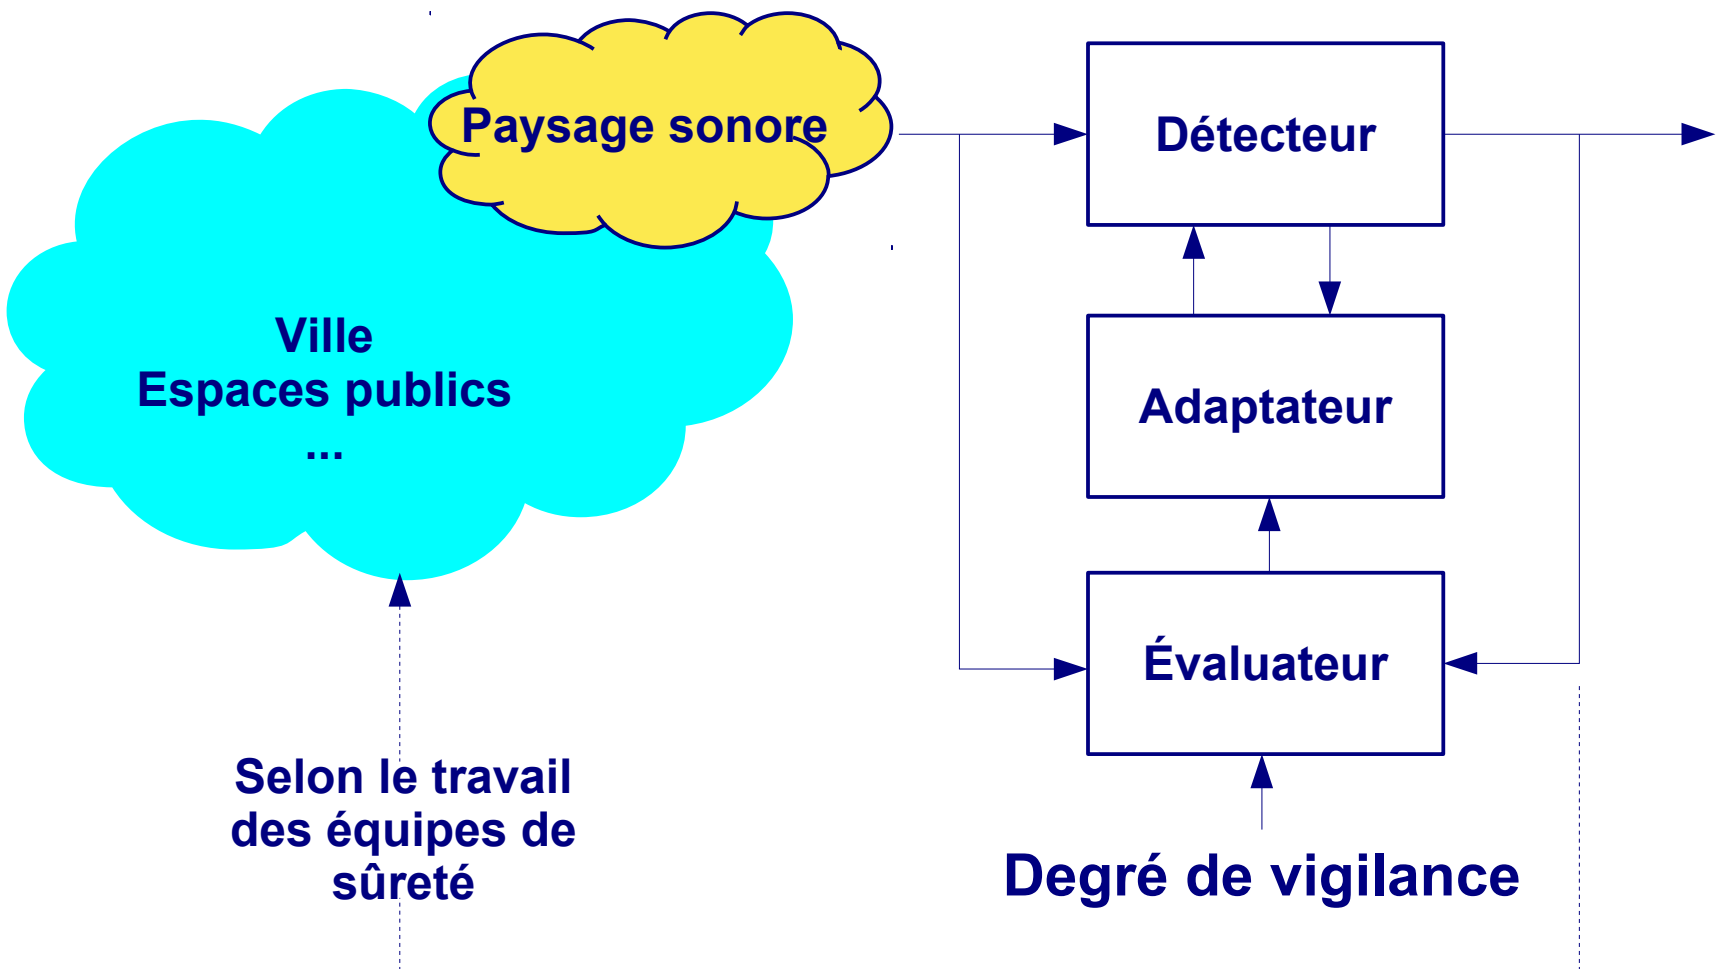 Paysage sonore
Détecteur
Ville
Espaces publics
...
Adaptateur
Évaluateur
Selon le travail
des équipes de
sûreté
Degré de vigilance